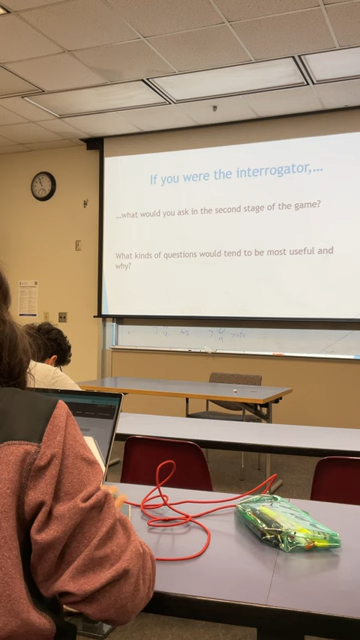 If you were the interrogator,...
...what would you ask in the second stage of the game?
What kinds of questions would tend to be most useful and
why?